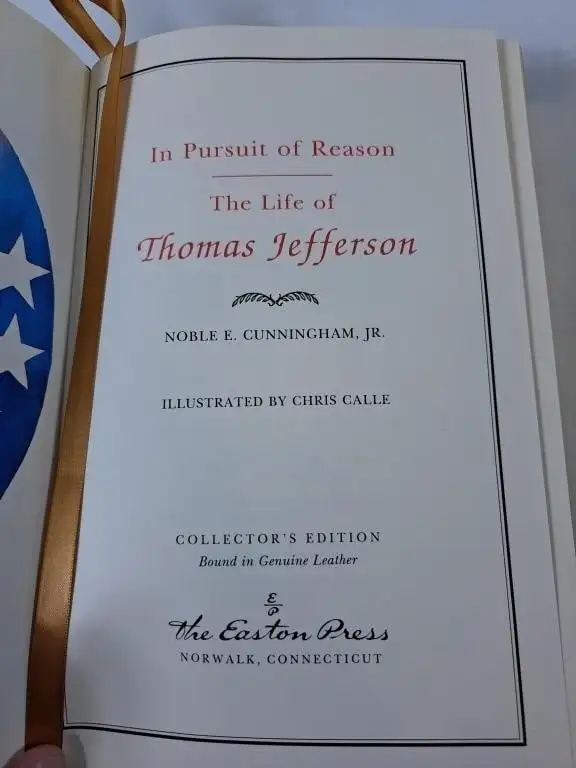 In Pursuit of Reason
The Life of
Thomas Jefferson
NOBLE E. CUNNINGHAM, JR.
ILLUSTRATED BY CHRIS CALLE
COLLECTOR'S EDITION
Bound in Genuine Leather
E
P
The Easton Press
NORWALK, CONNECTICUT